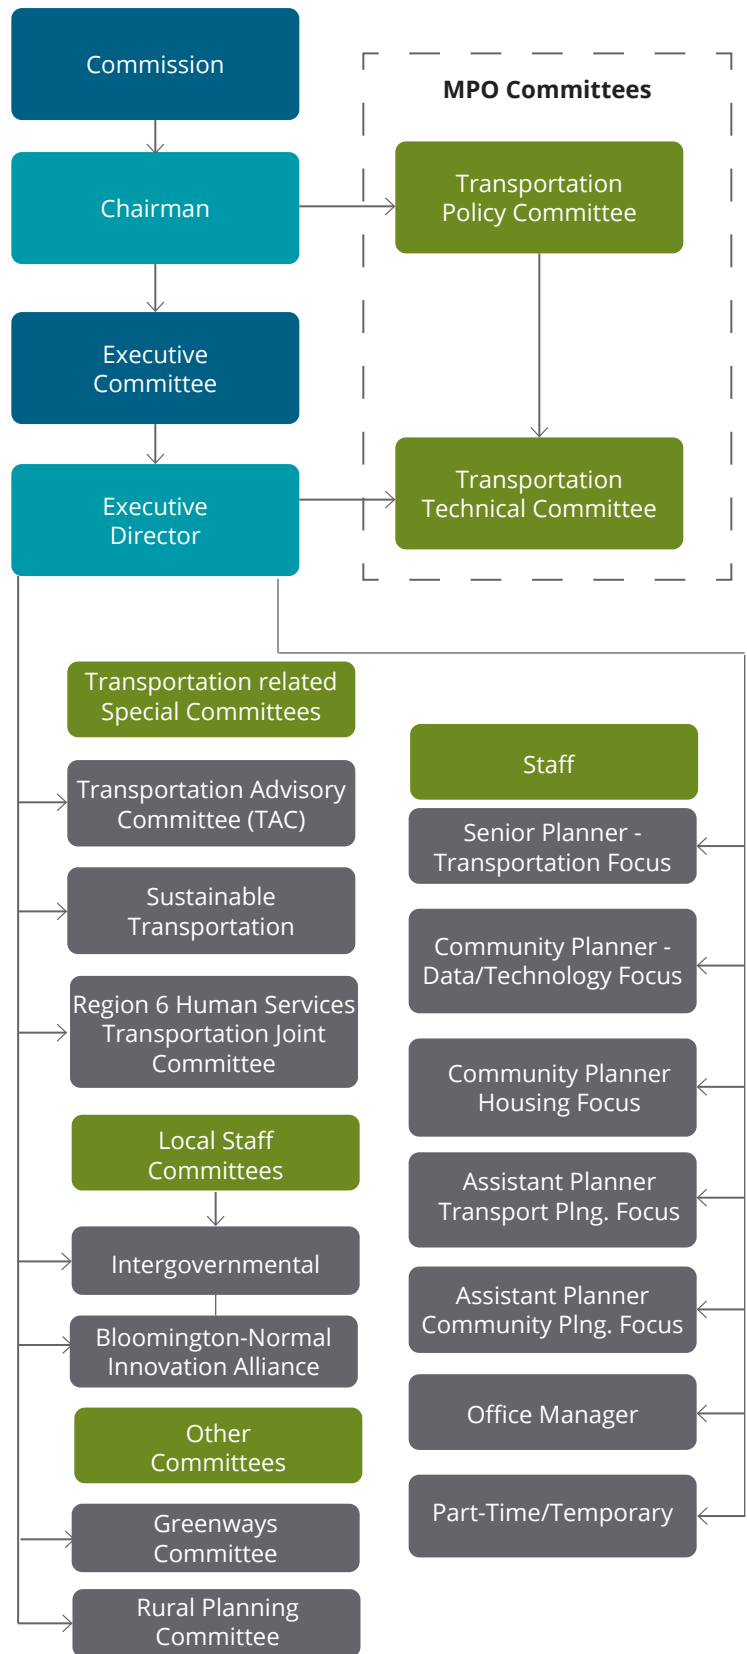 Commission
MPO Committees
Chairman
Transportation
Policy Committee
Executive
Committee
Executive
Director
Transportation
Technical Committee
Transportation related
Special Committees
Transportation Advisory
Committee (TAC)
Sustainable
Transportation
Region 6 Human Services
Transportation Joint
Committee
Local Staff
Committees
Intergovernmental
Bloomington-Normal
Innovation Alliance
Other
Committees
Greenways
Committee
Rural Planning
Committee
Staff
Senior Planner -
Transportation Focus
Community Planner -
Data/Technology Focus
Community Planner
Housing Focus
Assistant Planner
Transport Plng. Focus
Assistant Planner
Community Plng. Focus
Office Manager
Part-Time/Temporary